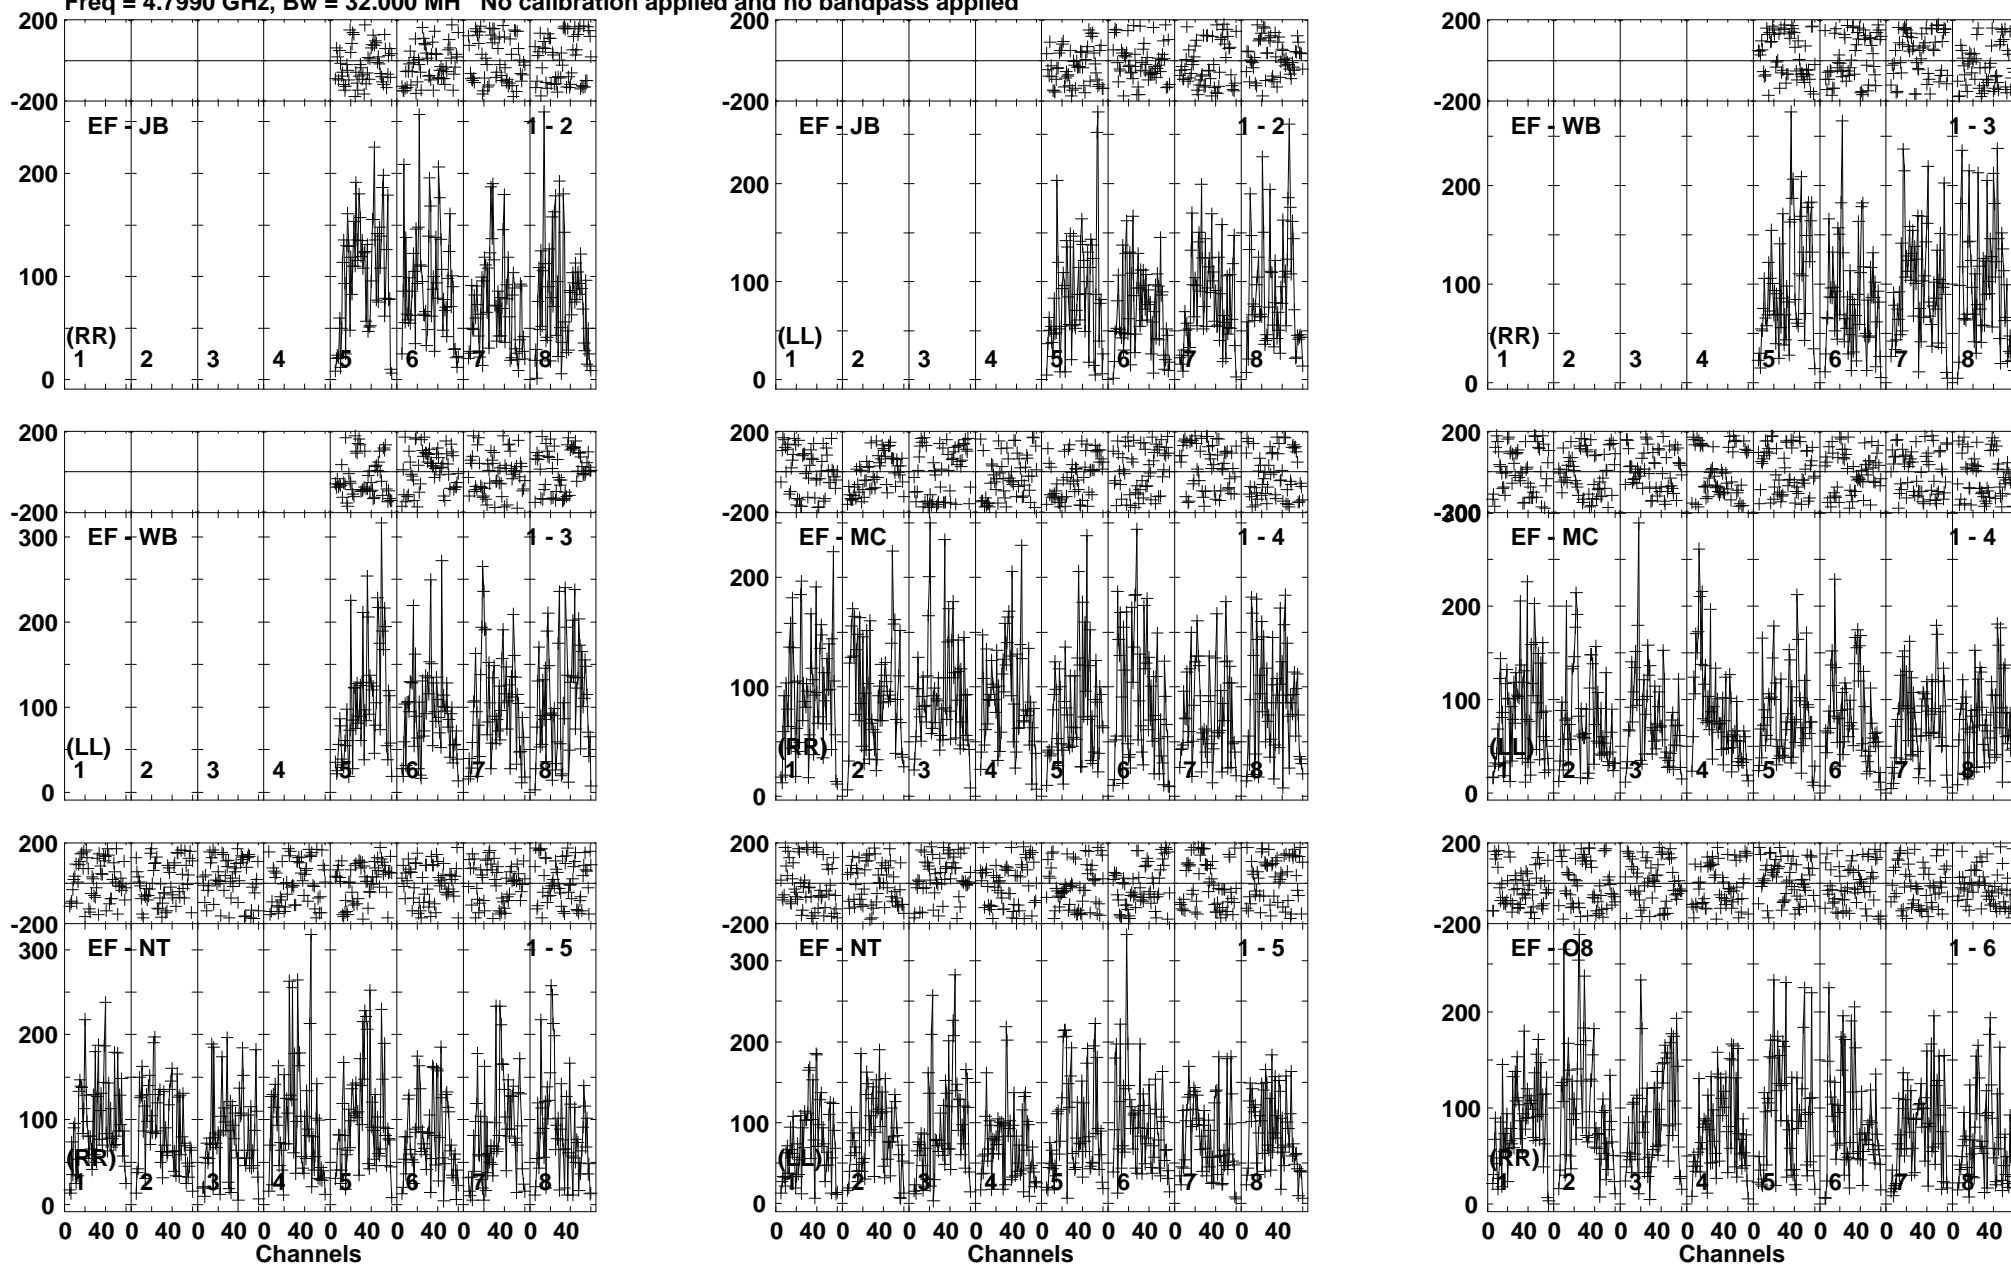 Freq = 4.7990 GHz, Bw = 32.000 MH No calibration applied and no bandpass applied
200 200 200
-200 -200 -200
EF - JB 1 - 2 EF - JB 1 - 2 EF - WB 1 - 3
200 200 200
100 100 100
(RR) (LL) (RR)
1 2 3 4 5 6 7 8 1 2 3 4 5 6 7 8 1 2 3 4 5 6 7 8
0 0 0
200 200 200
-200 -200 -200
300
EF - WB 1 - 3 EF - MC 1 - 4 EF - MC 1 - 4
300
200 200 200
100 100 100
(LL) (RR) (LL)
1 2 3 4 5 6 7 8 1 2 3 4 5 6 7 8 1 2 3 4 5 6 7 8
0 0 0
200 200 200
-200 -200 -200
EF - NT 1 - 5 EF - NT 1 - 5 EF - O8 1 - 6
300 300
200 200 200
100 100 100
(RR) (LL) (RR)
1 2 3 4 5 6 7 8 1 2 3 4 5 6 7 8 1 2 3 4 5 6 7 8
0 0 0
0 40 0 40 0 40 0 40 0 40 0 40 0 40 0 40 0 40 0 40 0 40 0 40 0 40 0 40 0 40 0 40 0 40 0 40 0 40 0 40 0 40 0 40 0 40 0 40
Channels Channels Channels